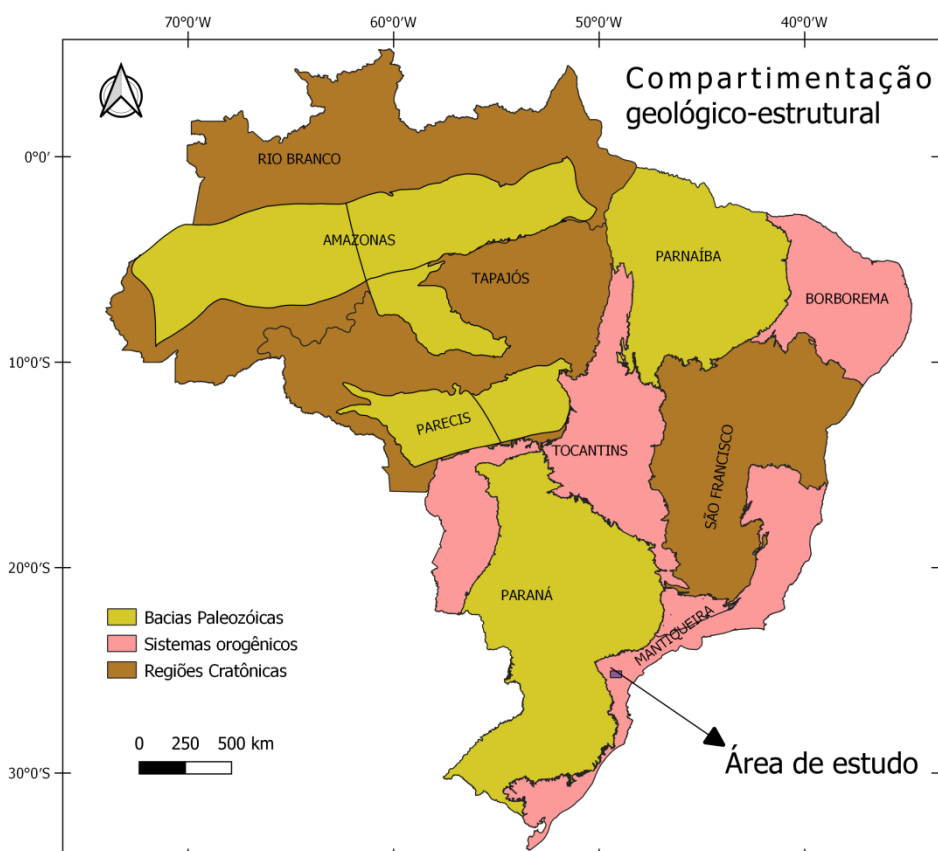 70°0'W 60°0'W 50°0'W 40°0'W
Compartimentação
geológico-estrutural
0°0'
RIO BRANCO
AMAZONAS
PARNAÍBA
TAPAJÓS
BORBOREMA
10°0'S
PARECIS
TOCANTINS
SÃO FRANCISCO
20°0'S
PARANÁ
Bacias Paleozóicas
Sistemas orogênicos
Regiões Cratônicas
MANTIQUEIRA
0 250 500 km
Área de estudo
30°0'S